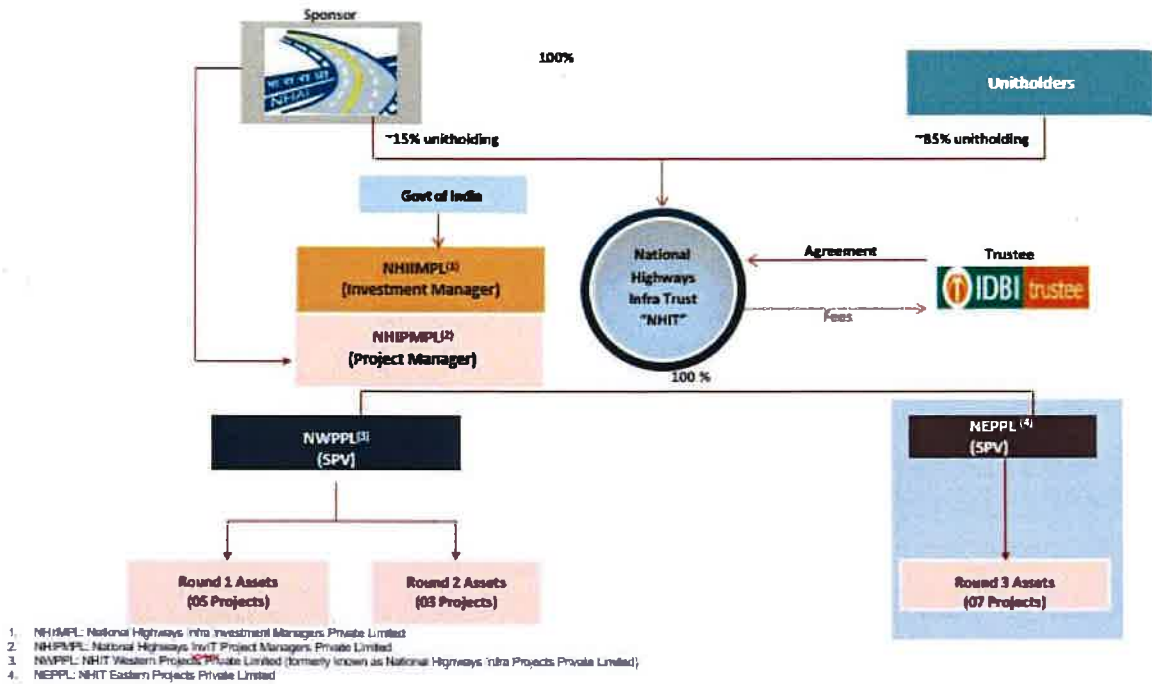 Sponsor
NHAI
100%
Unitholders
~15% unitholding
~85% unitholding
Govt of India
NHIIMPL(1)
(Investment Manager)
NHIPMPL(2)
(Project Manager)
National
Highways
Infra Trust
"NHIT"
Agreement
Fees
Trustee
IDBI trustee
100 %
NWPPL(3)
(SPV)
NEPPL (4)
(SPV)
Round 1 Assets
(05 Projects)
Round 2 Assets
(03 Projects)
Round 3 Assets
(07 Projects)
1. NHIIMPL: National Highways Infra Investment Managers Private Limited
2. NHIPMPL: National Highways InvIT Project Managers Private Limited
3. NWPPL: NHIT Western Projects Private Limited (formerly known as National Highways Infra Projects Private Limited)
4. NEPPL: NHIT Eastern Projects Private Limited